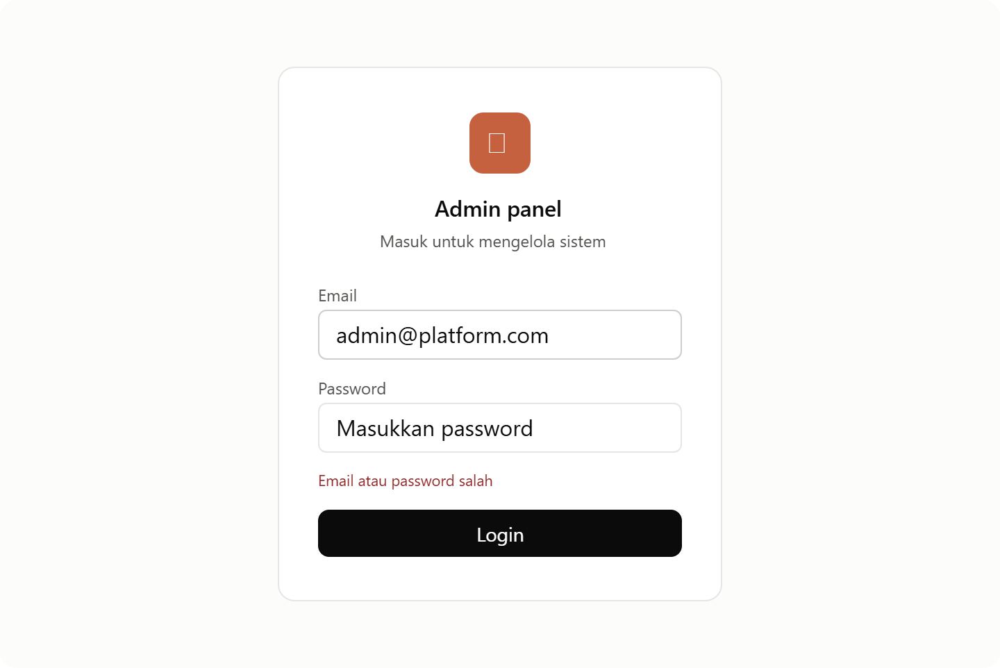 Admin panel
Masuk untuk mengelola sistem
Email
admin@platform.com
Password
Masukkan password
Email atau password salah
Login